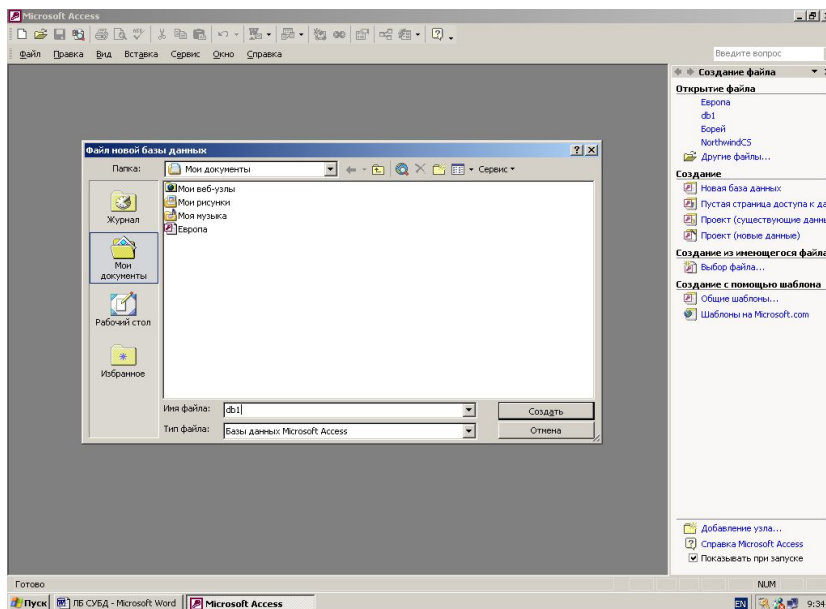 Microsoft Access
Файл Правка Вид Вставка Сервис Окно Справка
Введите вопрос
Создание файла
Открытие файла
Европа
db1
Борей
NorthwindCS
Другие файлы...
Создание
Новая база данных
Пустая страница доступа к да
Проект (существующие данны
Проект (новые данные)
Создание из имеющегося файла
Выбор файла...
Создание с помощью шаблона
Общие шаблоны...
Шаблоны на Microsoft.com
Добавление узла...
Справка Microsoft Access
Показывать при запуске
Файл новой базы данных
Папка: Мои документы Сервис
Журнал
Мои документы
Рабочий стол
Избранное
Мои веб-узлы
Мои рисунки
Моя музыка
Европа
Имя файла: db1 Создать
Тип файла: Базы данных Microsoft Access Отмена
Готово NUM
Пуск ЛБ СУБД - Microsoft Word Microsoft Access EN 9:34